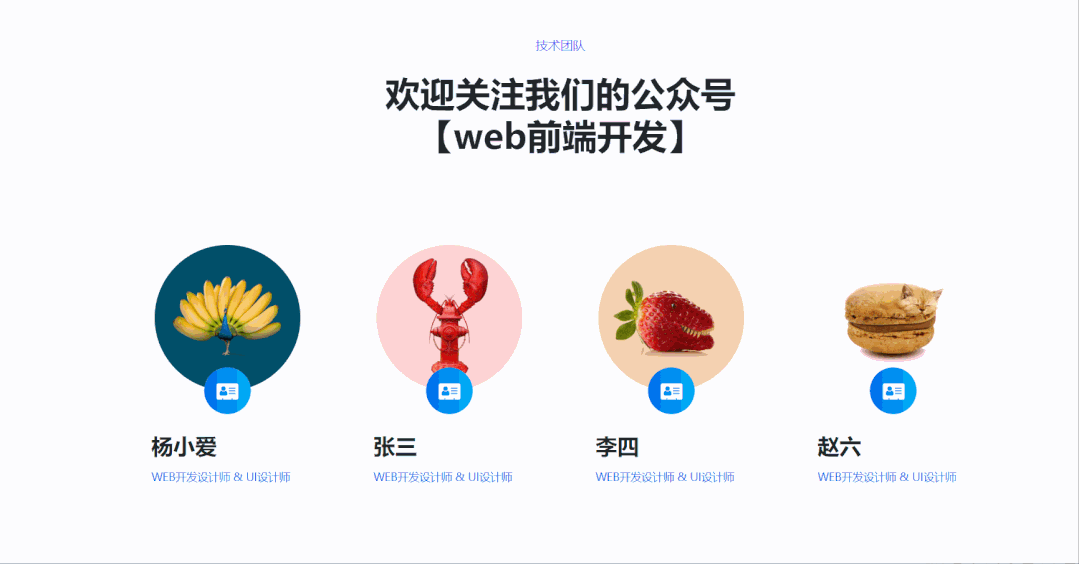 技术团队
欢迎关注我们的公众号
【web前端开发】
杨小爱
张三
李四
赵六
WEB开发设计师 & UI设计师
WEB开发设计师 & UI设计师
WEB开发设计师 & UI设计师
WEB开发设计师 & UI设计师